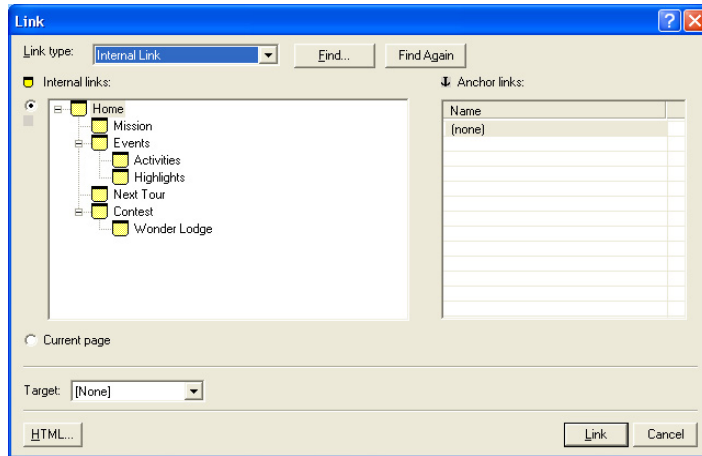 Link
Link type: Internal Link Find... Find Again
Internal links: Anchor links:
Home
Mission
Events
Activities
Highlights
Next Tour
Contest
Wonder Lodge
Name
(none)
Current page
Target: [None]
HTML... Link Cancel